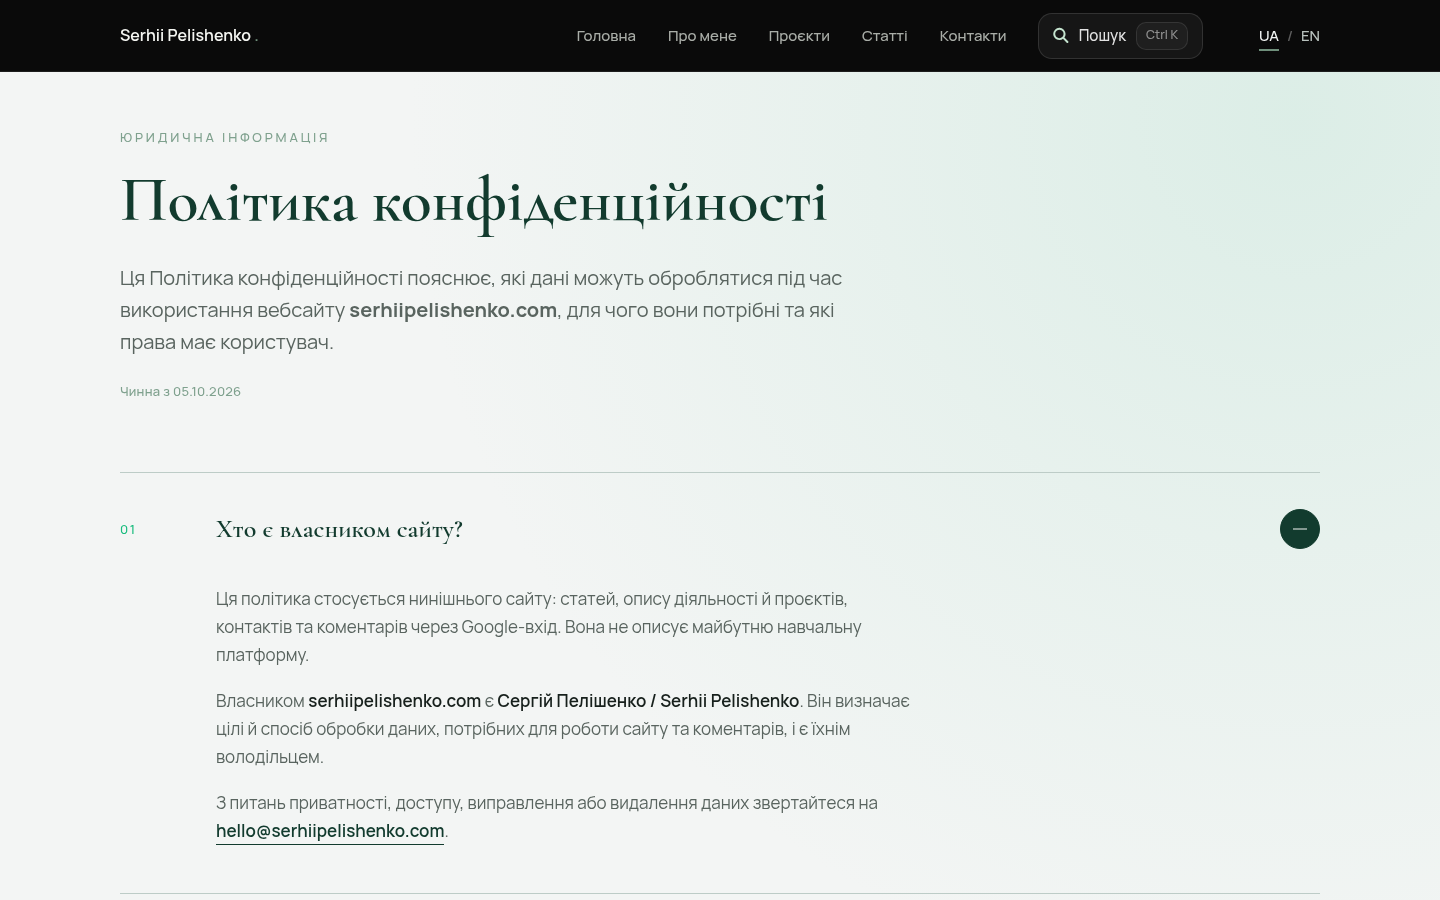 Serhii Pelishenko .
Головна
Про мене
Проєкти
Статті
Контакти
Пошук
Ctrl K
UA / EN
ЮРИДИЧНА ІНФОРМАЦІЯ
Політика конфіденційності
Ця Політика конфіденційності пояснює, які дані можуть оброблятися під час
використання вебсайту serhiipelishenko.com, для чого вони потрібні та які
права має користувач.
Чинна з 05.10.2026
01
Хто є власником сайту?
Ця політика стосується нинішнього сайту: статей, опису діяльності й проєктів,
контактів та коментарів через Google-вхід. Вона не описує майбутню навчальну
платформу.
Власником serhiipelishenko.com є Сергій Пелішенко / Serhii Pelishenko. Він визначає
цілі й спосіб обробки даних, потрібних для роботи сайту та коментарів, і є їхнім
володільцем.
З питань приватності, доступу, виправлення або видалення даних звертайтеся на
hello@serhiipelishenko.com.